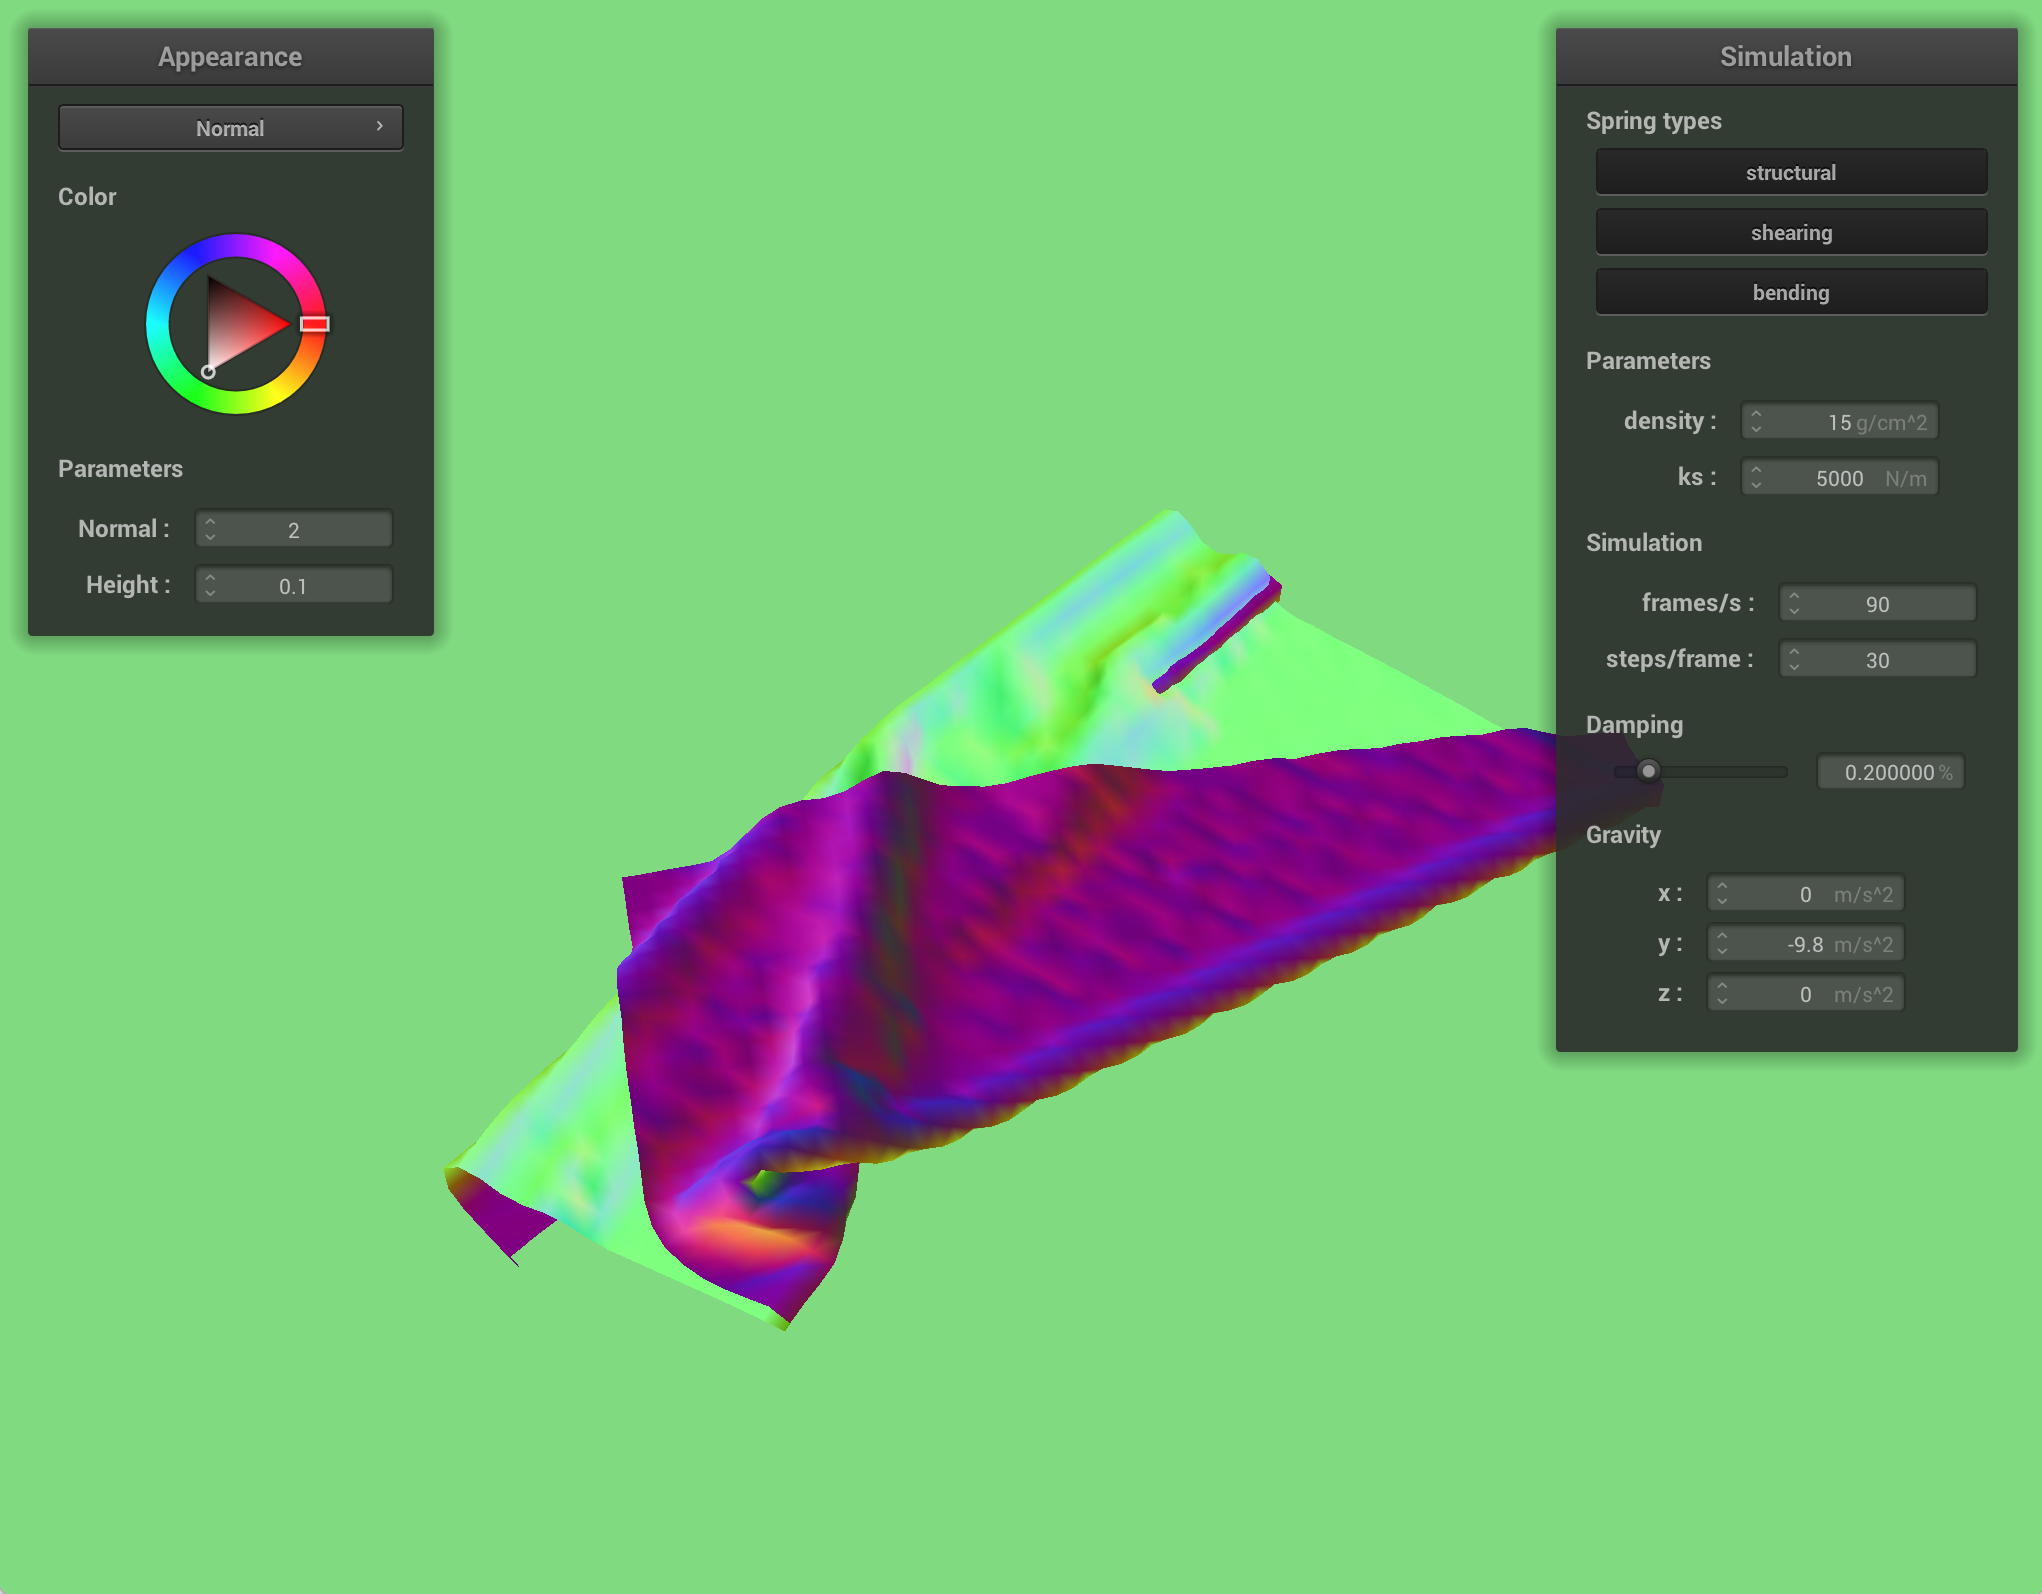 Appearance
Normal
Color
Parameters
Normal : 2
Height : 0.1
Simulation
Spring types
structural
shearing
bending
Parameters
density : 15 g/cm^2
ks : 5000 N/m
Simulation
frames/s : 90
steps/frame : 30
Damping
0.200000 %
Gravity
x : 0 m/s^2
y : -9.8 m/s^2
z : 0 m/s^2